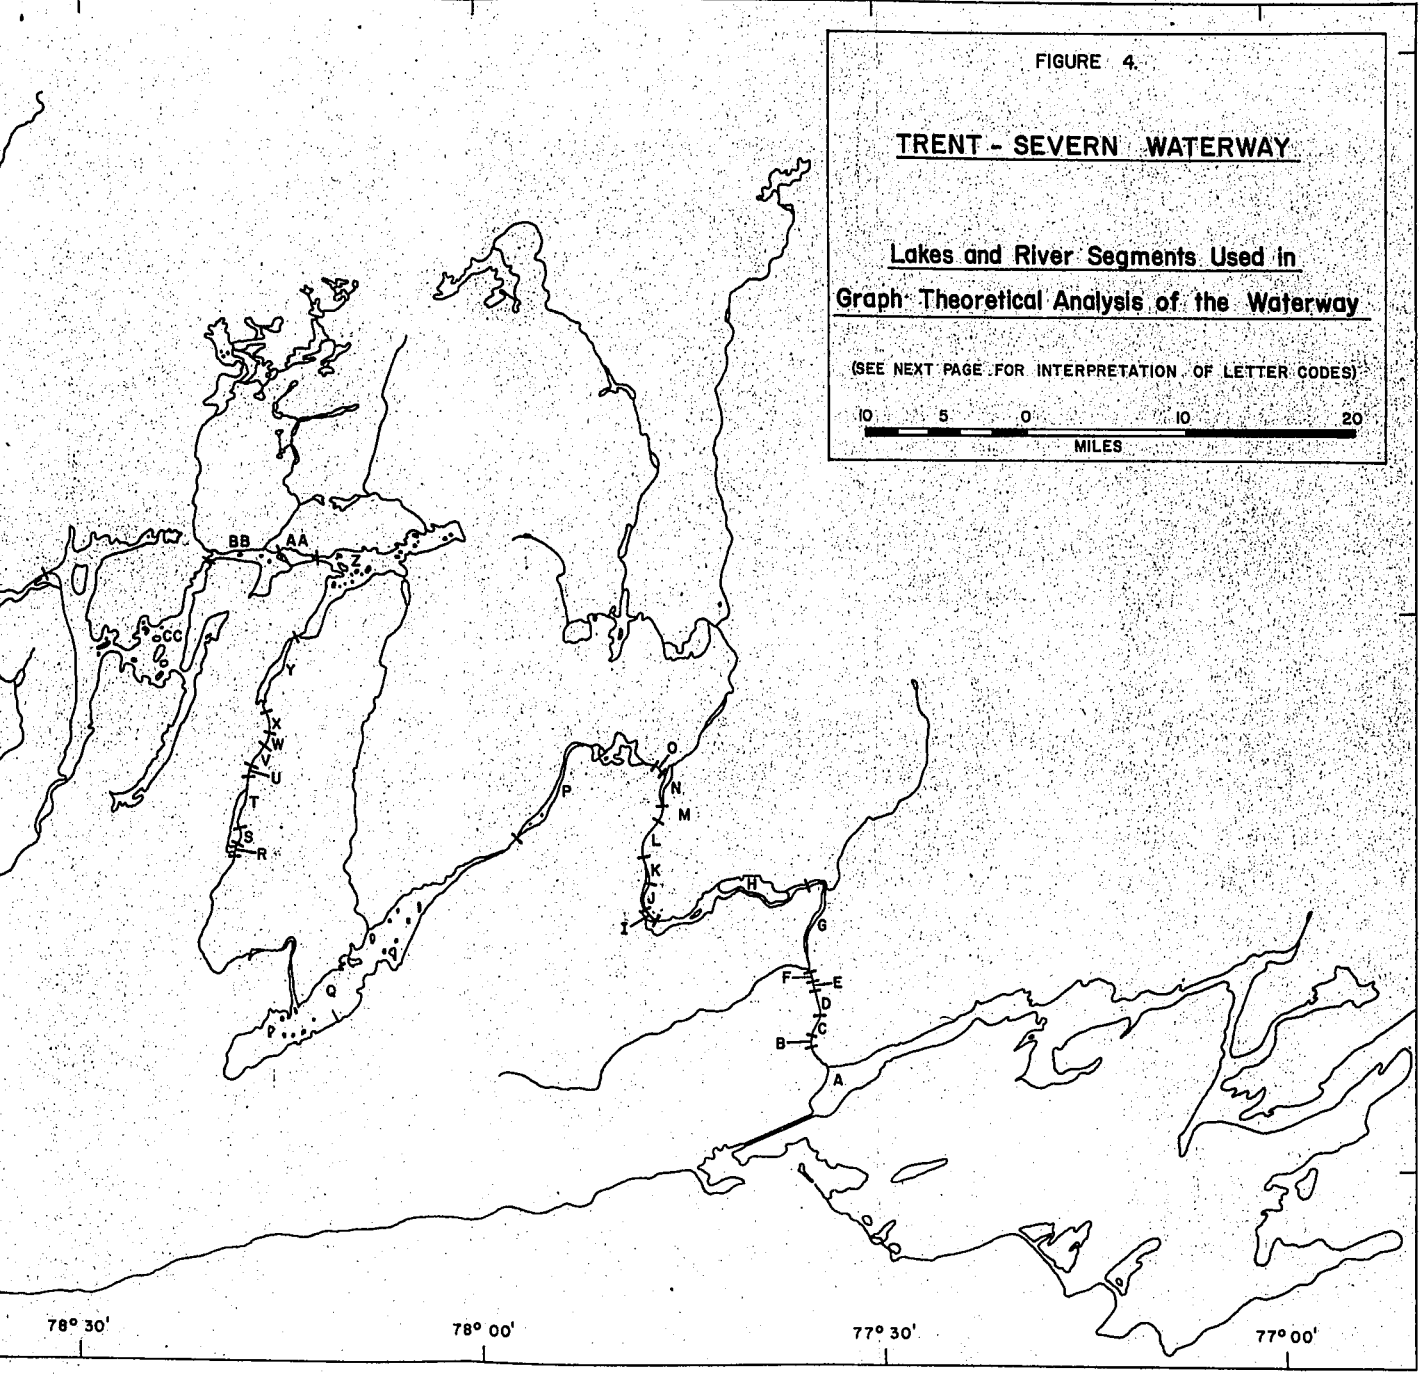 FIGURE 4.
TRENT - SEVERN WATERWAY
Lakes and River Segments Used in
Graph Theoretical Analysis of the Waterway
(SEE NEXT PAGE FOR INTERPRETATION OF LETTER CODES)
10 5 0 10 20
MILES
BB AA
Z
CC
Y
X
W
V
U
T
S
R
O
N
P
M
L
K
J
I
H
G
F E
D
C
B
A
Q
P
78° 30' 78° 00' 77° 30' 77° 00'